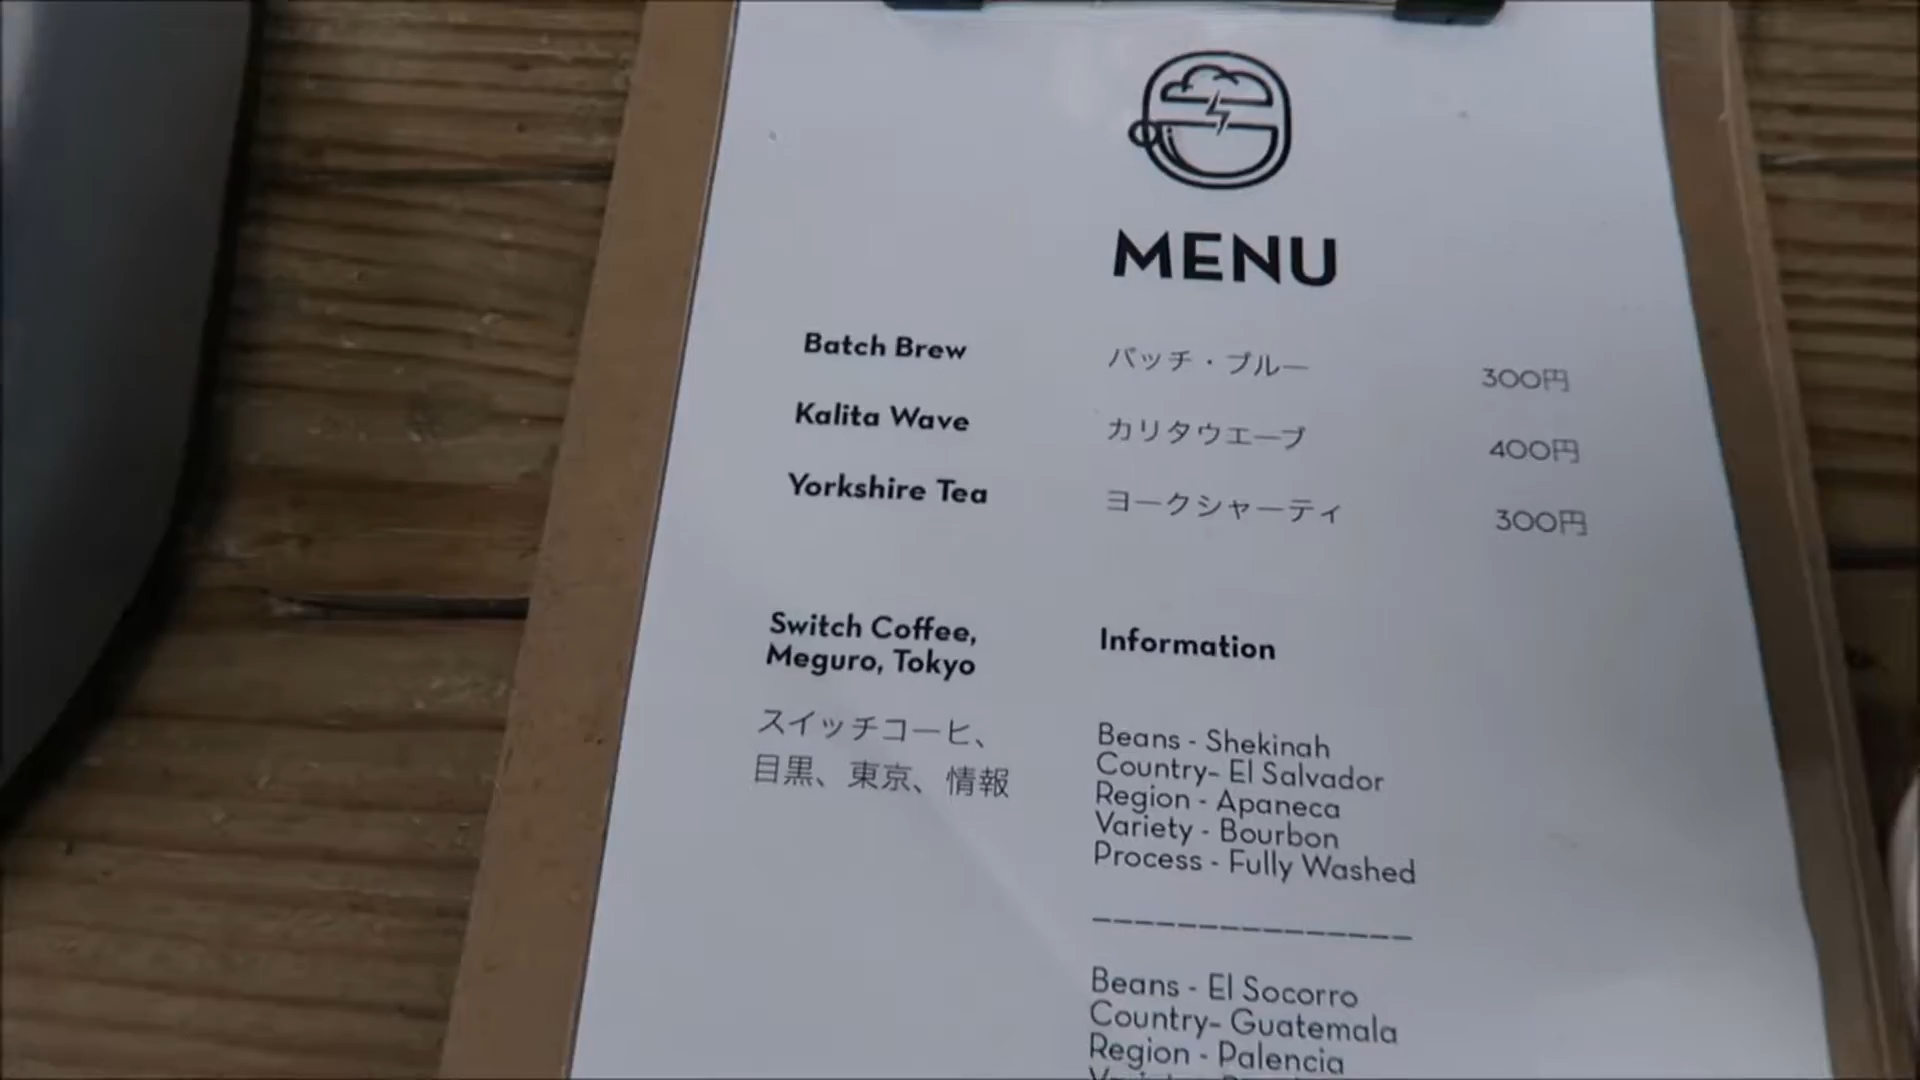 MENU
Batch Brew バッチ・ブルー 300円
Kalita Wave カリタウエーブ 400円
Yorkshire Tea ヨークシャーティ 300円
Switch Coffee,
Meguro, Tokyo
スイッチコーヒ、
目黒、東京、情報
Information
Beans - Shekinah
Country- El Salvador
Region - Apaneca
Variety - Bourbon
Process - Fully Washed
Beans - El Socorro
Country- Guatemala
Region - Palencia